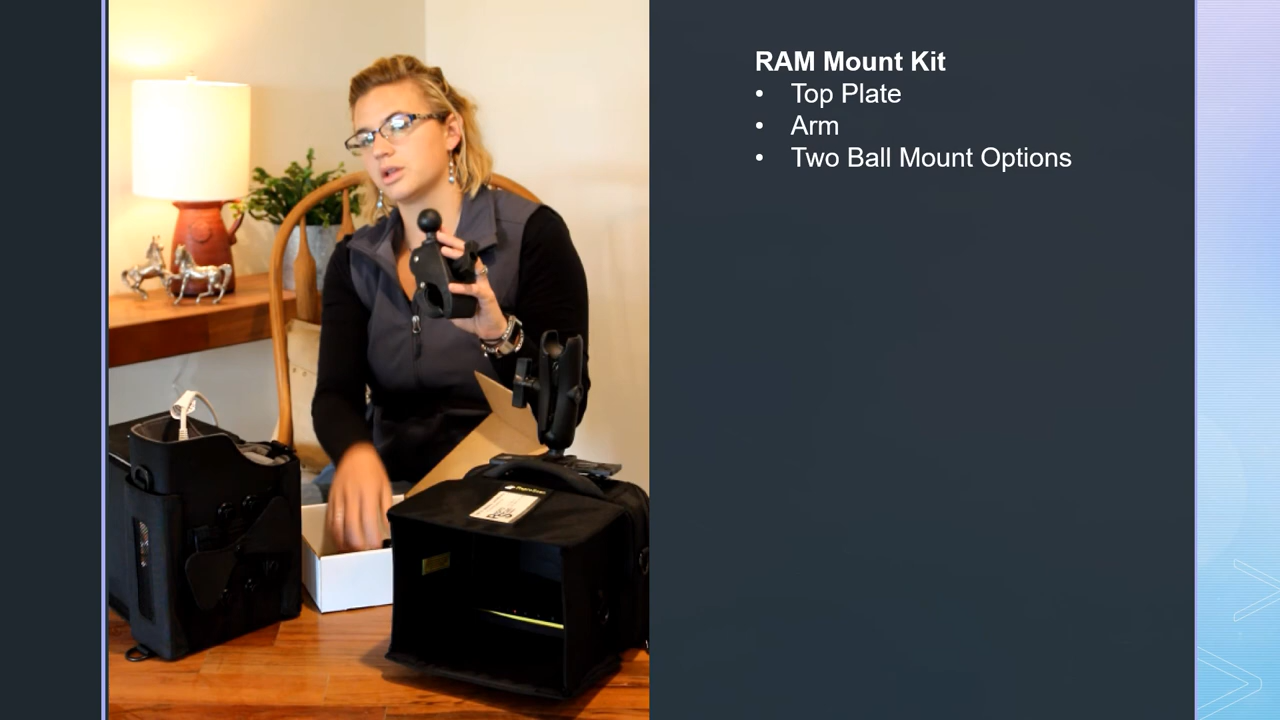 RAM Mount Kit
• Top Plate
• Arm
• Two Ball Mount Options